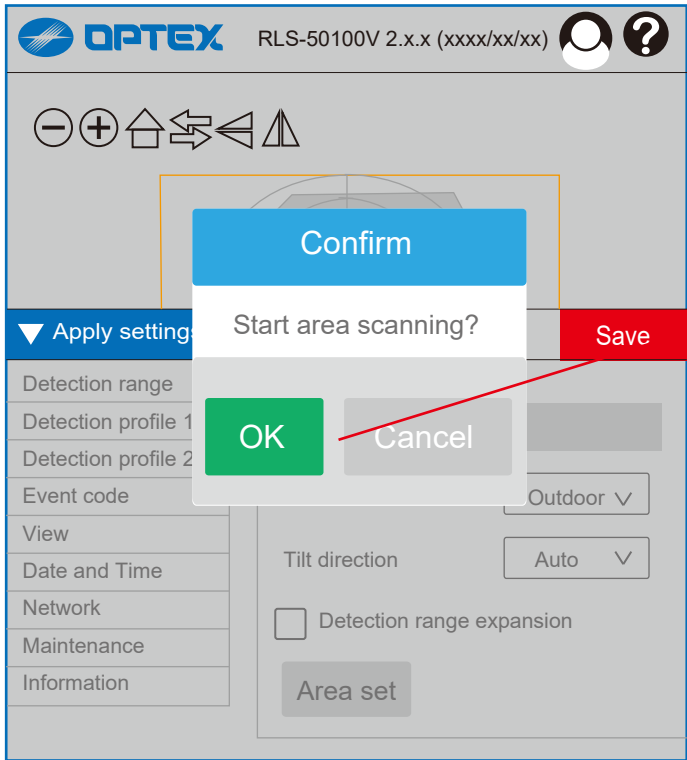 OPTEX RLS-50100V 2.x.x (xxxx/xx/xx) ?
Confirm
Start area scanning?
OK Cancel
Apply setting Save
Detection range
Detection profile 1
Detection profile 2
Event code
View
Date and Time
Network
Maintenance
Information
Outdoor
Tilt direction Auto
Detection range expansion
Area set